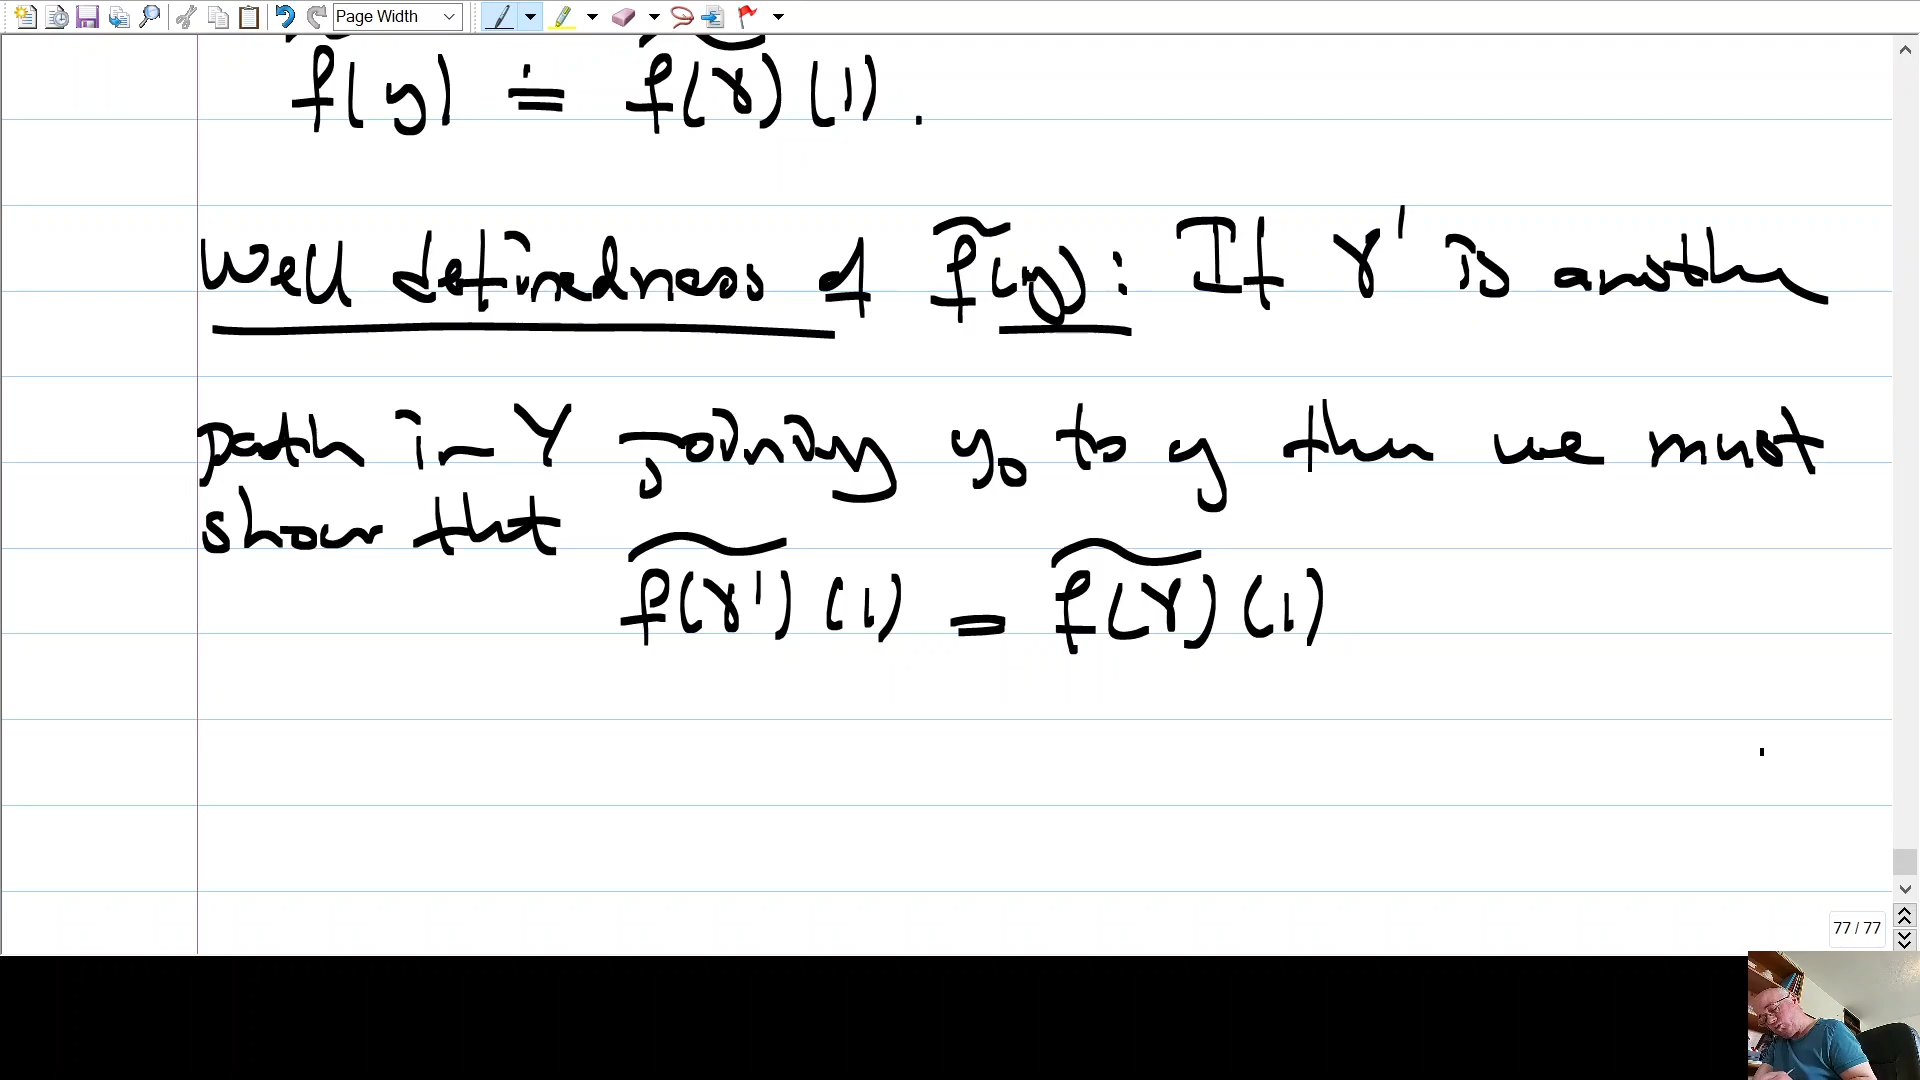 Page Width
f̃(y) ≐ f̃(γ)(1).
Well definedness of f̃(y): If γ' is another
path in Y joining y₀ to y then we must
show that
f̃(γ')(1) = f̃(γ)(1)
77 / 77